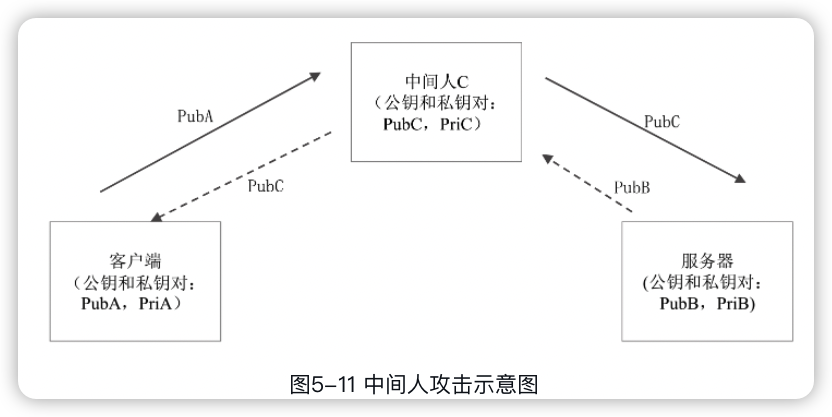 中间人C
（公钥和私钥对：
PubC，PriC）
PubA
PubC
PubC
PubB
客户端
（公钥和私钥对：
PubA，PriA）
服务器
(公钥和私钥对：
PubB，PriB)
图5-11 中间人攻击示意图